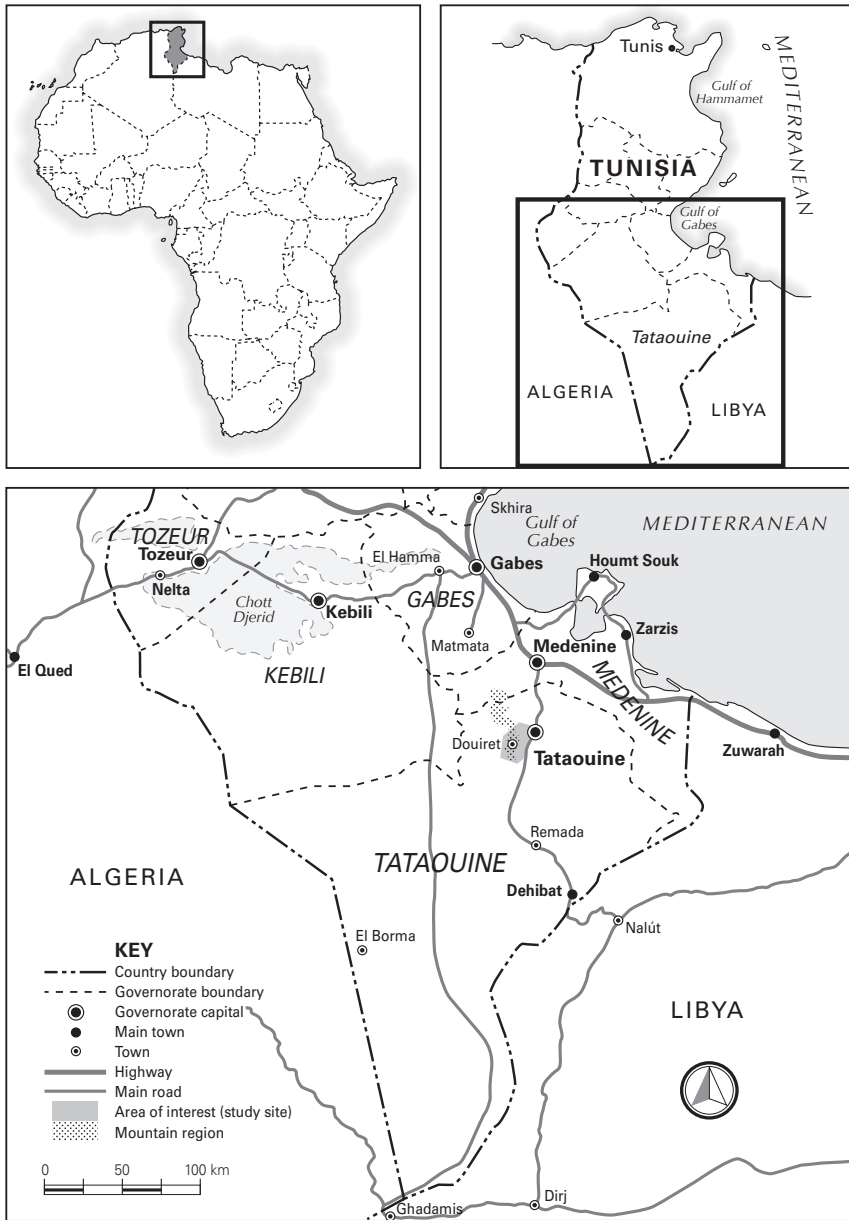 Tunis
MEDITERRANEAN
Gulf of
Hammamet
TUNISIA
Gulf of
Gabes
Tataouine
ALGERIA
LIBYA
Skhira
Gulf of
Gabes
MEDITERRANEAN
TOZEUR
Tozeur
El Hamma
Gabes
Houmt Souk
Nelta
Chott
Djerid
Kebili
GABES
Matmata
Zarzis
El Qued
Medenine
KEBILI
MEDENINE
Douiret
Tataouine
Zuwarah
Remada
TATAOUINE
ALGERIA
Dehibat
Nalút
El Borma
KEY
Country boundary
Governorate boundary
Governorate capital
Main town
Town
Highway
Main road
Area of interest (study site)
Mountain region
LIBYA
0 50 100 km
Ghadamis
Dirj